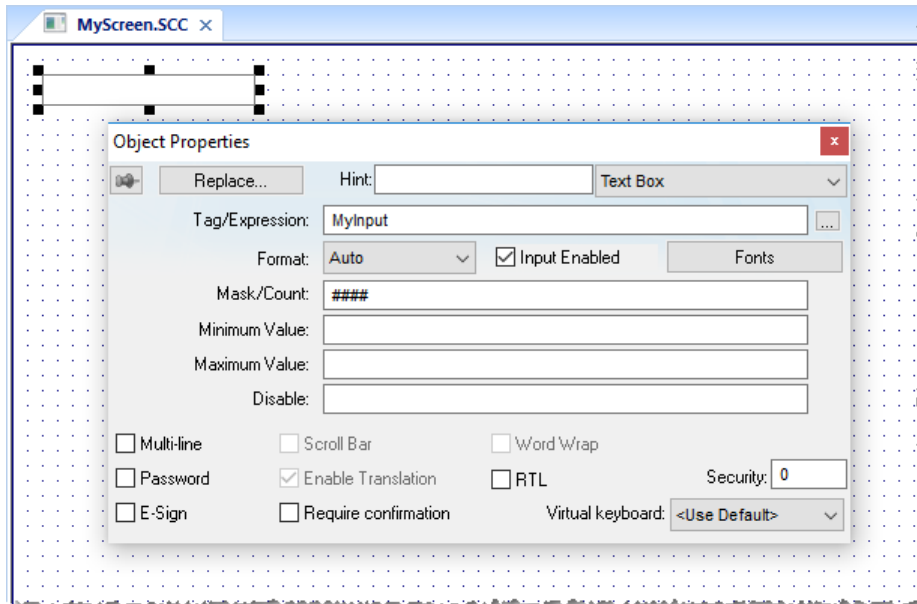 MyScreen.SCC
Object Properties
Replace... Hint: Text Box
Tag/Expression: MyInput ...
Format: Auto Input Enabled Fonts
Mask/Count: ####
Minimum Value:
Maximum Value:
Disable:
Multi-line Scroll Bar Word Wrap
Password Enable Translation RTL Security: 0
E-Sign Require confirmation Virtual keyboard: <Use Default>